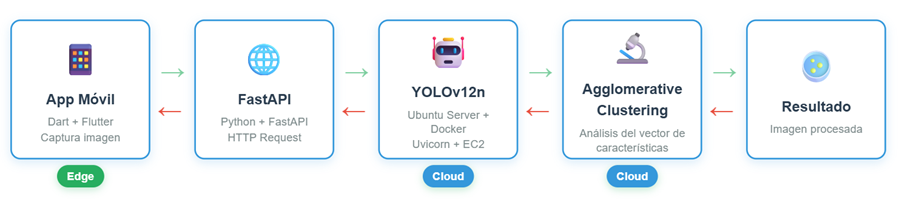 App Móvil
Dart + Flutter
Captura imagen
Edge
FastAPI
Python + FastAPI
HTTP Request
YOLOv12n
Ubuntu Server +
Docker
Uvicorn + EC2
Cloud
Agglomerative
Clustering
Análisis del vector de
características
Cloud
Resultado
Imagen procesada